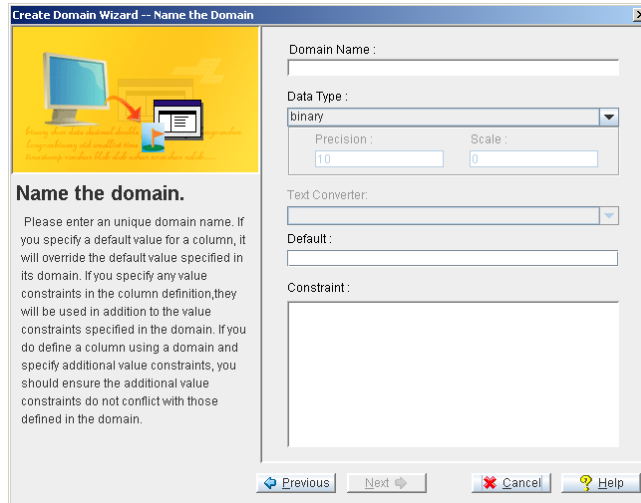 Create Domain Wizard -- Name the Domain
Name the domain.
Please enter an unique domain name. If
you specify a default value for a column, it
will override the default value specified in
its domain. If you specify any value
constraints in the column definition,they
will be used in addition to the value
constraints specified in the domain. If you
do define a column using a domain and
specify additional value constraints, you
should ensure the additional value
constraints do not conflict with those
defined in the domain.
Domain Name :
Data Type :
binary
Precision :
Scale :
10
0
Text Converter:
Default :
Constraint :
Previous
Next
Cancel
Help